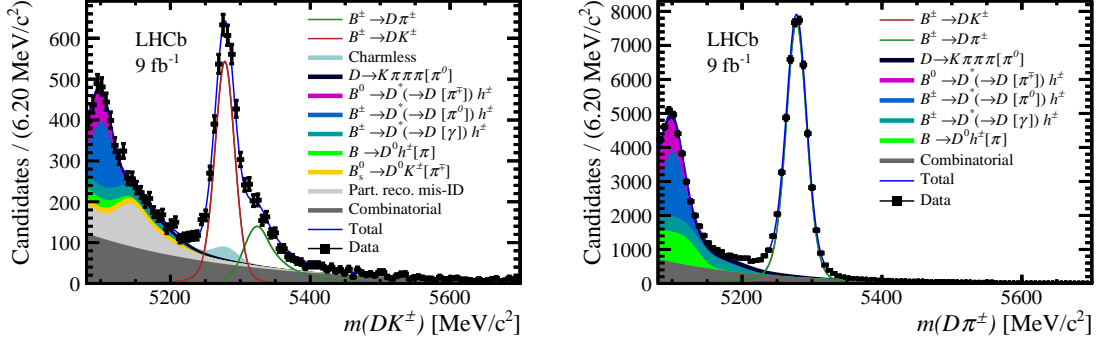 Candidates / (6.20 MeV/c²)
600
500
400
300
200
100
0
LHCb
9 fb⁻¹
B± → Dπ±
B± → DK±
Charmless
D→Kπππ[π⁰]
B⁰ → D*(→D [π∓]) h±
B± → D*(→D [π⁰]) h±
B± → D*(→D [γ]) h±
B → D⁰h±[π]
B⁰ₛ → D⁰K±[π∓]
Part. reco. mis-ID
Combinatorial
Total
Data
5200
5400
5600
m(DK±) [MeV/c²]
Candidates / (6.20 MeV/c²)
8000
7000
6000
5000
4000
3000
2000
1000
0
LHCb
9 fb⁻¹
B± → DK±
B± → Dπ±
D→Kπππ[π⁰]
B⁰ → D*(→D [π∓]) h±
B± → D*(→D [π⁰]) h±
B± → D*(→D [γ]) h±
B → D⁰h±[π]
Combinatorial
Total
Data
5200
5400
5600
m(Dπ±) [MeV/c²]